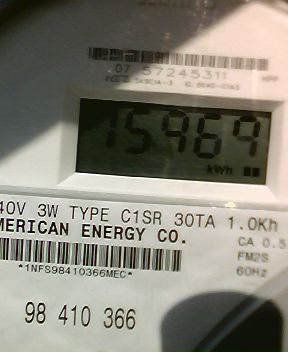 07 57245311
15969
kWh
40V 3W TYPE C1SR 30TA 1.0Kh
MERICAN ENERGY CO.
CA 0.5
*1NFS98410366MEC*
FM2S
60Hz
98 410 366